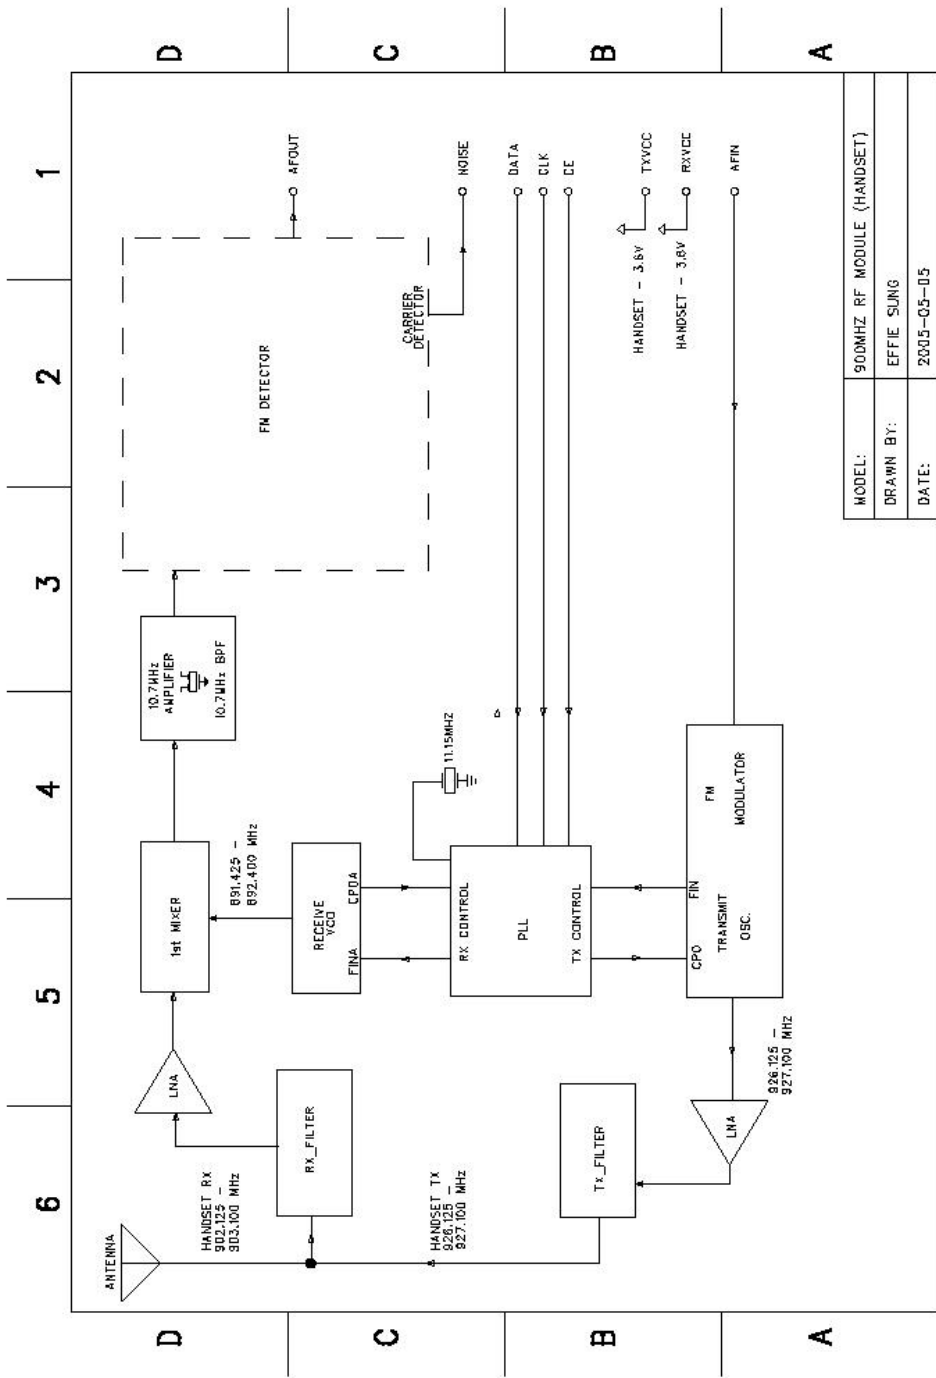 6
5
4
3
2
1
D
D
ANTENNA
HANDSET RX
902.125 -
903.100 MHz
LNA
1st MIXER
10.7MHz
AMPLIFIER
10.7MHz BPF
FM DETECTOR
AFOUT
891.425 -
892.400 MHz
RX_FILTER
C
C
RECEIVE
VCO
FINA
CPOA
11.15MHZ
CARRIER
DETECTOR
NOISE
HANDSET TX
926.125 -
927.100 MHz
RX CONTROL
PLL
TX CONTROL
DATA
CLK
CE
B
B
Tx_FILTER
HANDSET - 3.6V
TXVCC
HANDSET - 3.6V
RXVCC
CPO
FIN
TRANSMIT
OSC.
FM
MODULATOR
AFIN
LNA
926.125 -
927.100 MHz
A
A
MODEL:
900MHZ RF MODULE (HANDSET)
DRAWN BY:
EFFIE SUNG
DATE:
2005-05-05